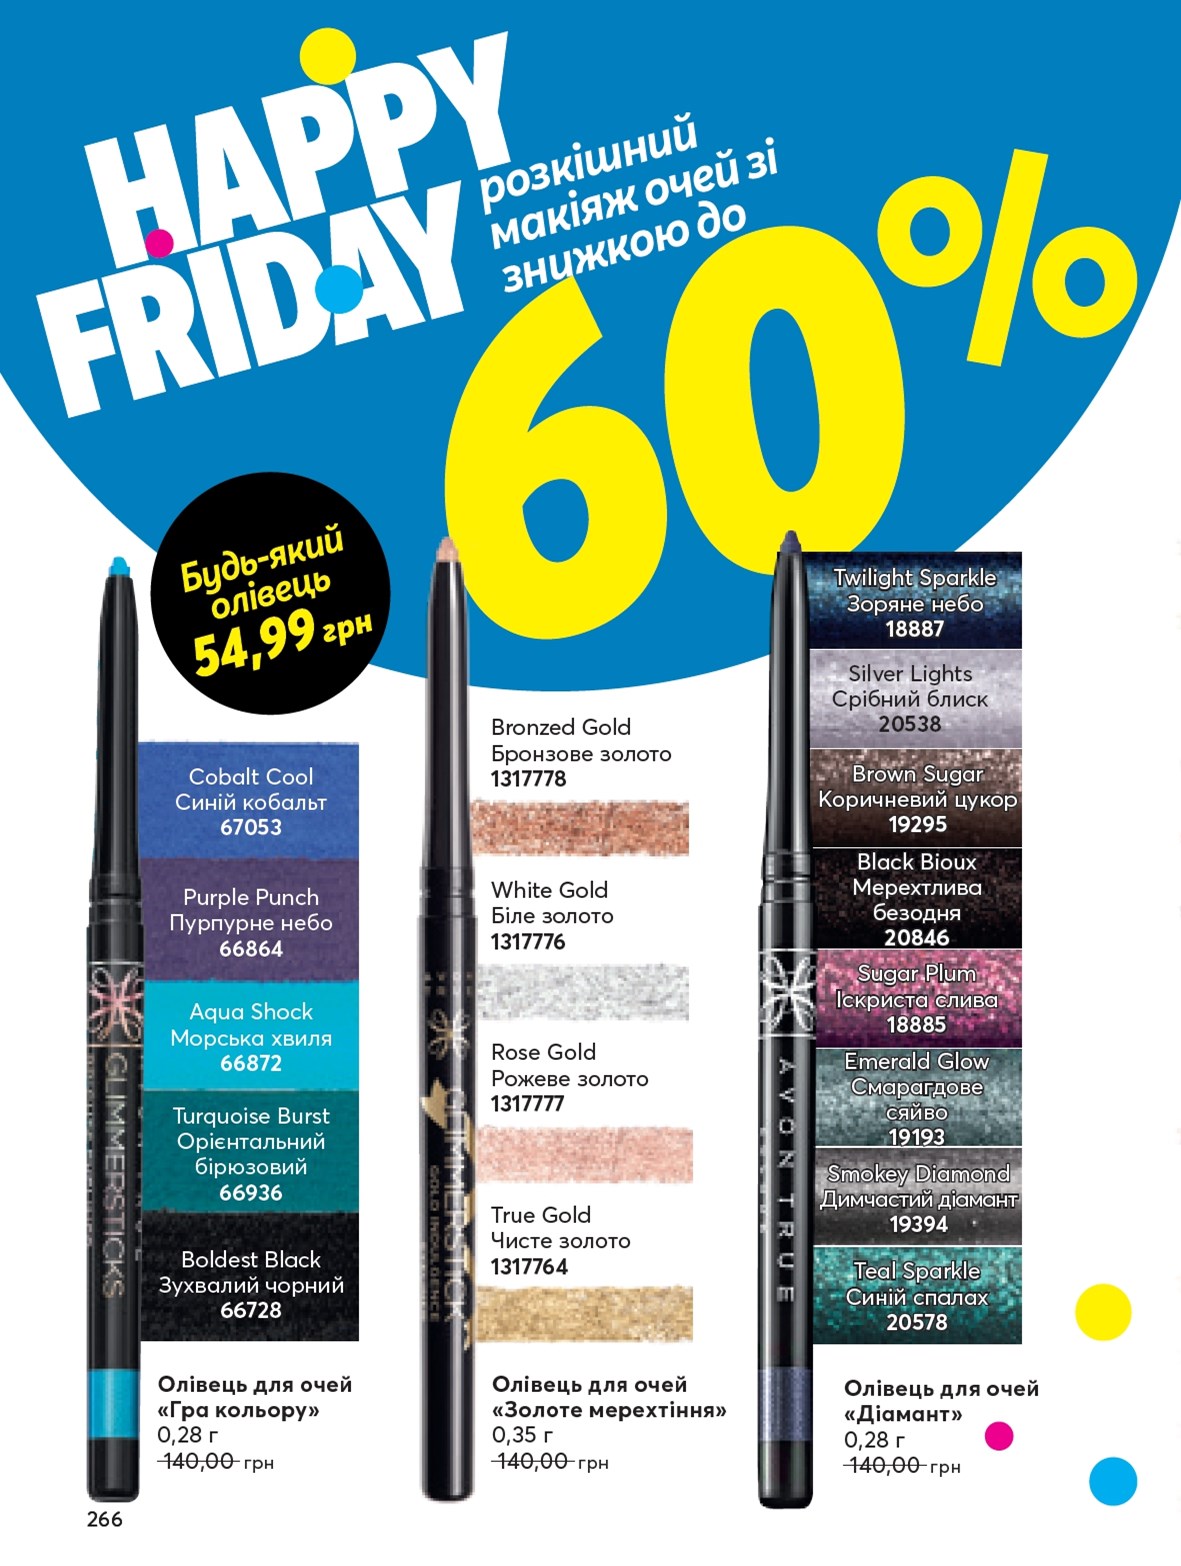 HAPPY
FRIDAY
розкішний
макіяж очей зі
знижкою до
60%
Будь-який
олівець
54,99 грн
Cobalt Cool
Синій кобальт
67053
Purple Punch
Пурпурне небо
66864
Aqua Shock
Морська хвиля
66872
Turquoise Burst
Орієнтальний
бірюзовий
66936
Boldest Black
Зухвалий чорний
66728
GLIMMERSTICKS
Олівець для очей
«Гра кольору»
0,28 г
140,00 грн
Bronzed Gold
Бронзове золото
1317778
White Gold
Біле золото
1317776
Rose Gold
Рожеве золото
1317777
True Gold
Чисте золото
1317764
GLIMMERSTICKS
GOLD INDULGENCE
Олівець для очей
«Золоте мерехтіння»
0,35 г
140,00 грн
Twilight Sparkle
Зоряне небо
18887
Silver Lights
Срібний блиск
20538
Brown Sugar
Коричневий цукор
19295
Black Bioux
Мерехтлива
безодня
20846
Sugar Plum
Іскриста слива
18885
Emerald Glow
Смарагдове
сяйво
19193
Smokey Diamond
Димчастий діамант
19394
Teal Sparkle
Синій спалах
20578
AVON TRUE
Олівець для очей
«Діамант»
0,28 г
140,00 грн
266